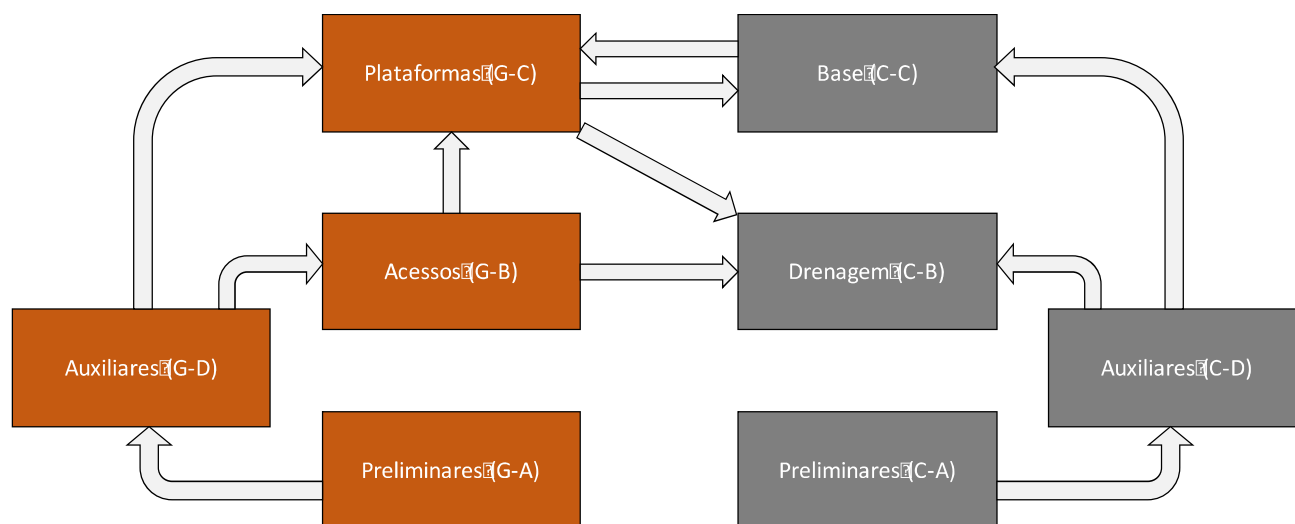 Plataformas (G-C)
Base (C-C)
Acessos (G-B)
Drenagem (C-B)
Auxiliares (G-D)
Auxiliares (C-D)
Preliminares (G-A)
Preliminares (C-A)